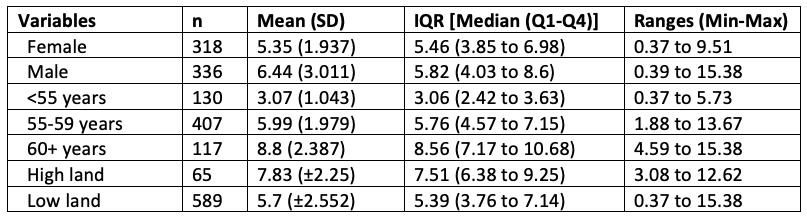 Variables n Mean (SD) IQR [Median (Q1-Q4)] Ranges (Min-Max)
Female 318 5.35 (1.937) 5.46 (3.85 to 6.98) 0.37 to 9.51
Male 336 6.44 (3.011) 5.82 (4.03 to 8.6) 0.39 to 15.38
<55 years 130 3.07 (1.043) 3.06 (2.42 to 3.63) 0.37 to 5.73
55-59 years 407 5.99 (1.979) 5.76 (4.57 to 7.15) 1.88 to 13.67
60+ years 117 8.8 (2.387) 8.56 (7.17 to 10.68) 4.59 to 15.38
High land 65 7.83 (±2.25) 7.51 (6.38 to 9.25) 3.08 to 12.62
Low land 589 5.7 (±2.552) 5.39 (3.76 to 7.14) 0.37 to 15.38